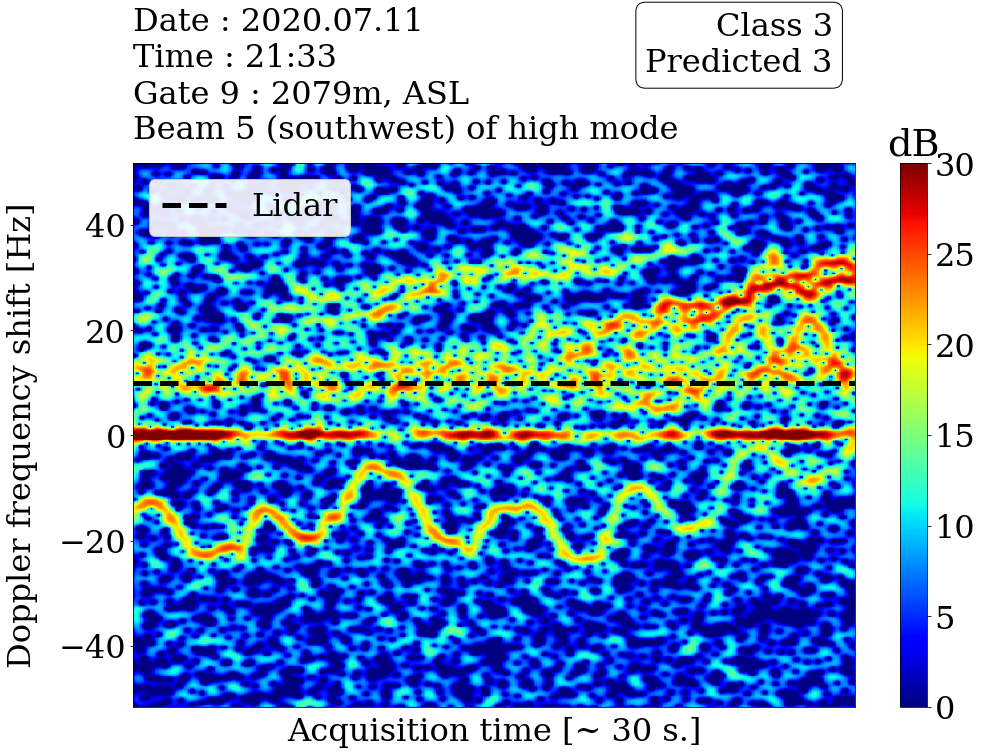 Date : 2020.07.11
Time : 21:33
Gate 9 : 2079m, ASL
Beam 5 (southwest) of high mode
Class 3
Predicted 3
dB
Lidar
Doppler frequency shift [Hz]
40
20
0
−20
−40
30
25
20
15
10
5
0
Acquisition time [~ 30 s.]